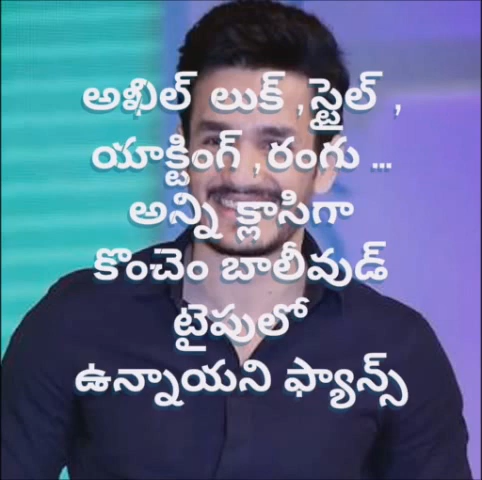 అఖిల్ లుక్ ,స్టైల్ ,
యాక్టింగ్ ,రంగు ...
అన్ని క్లాసిగా
కొంచెం బాలీవుడ్
టైపులో
ఉన్నాయని ఫ్యాన్స్